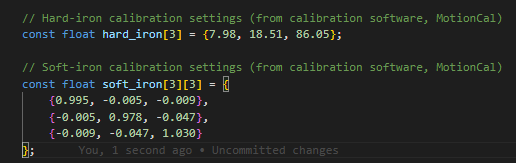 // Hard-iron calibration settings (from calibration software, MotionCal)
const float hard_iron[3] = {7.98, 18.51, 86.05};
// Soft-iron calibration settings (from calibration software, MotionCal)
const float soft_iron[3][3] = {
{0.995, -0.005, -0.009},
{-0.005, 0.978, -0.047},
{-0.009, -0.047, 1.030}
}; You, 1 second ago • Uncommitted changes